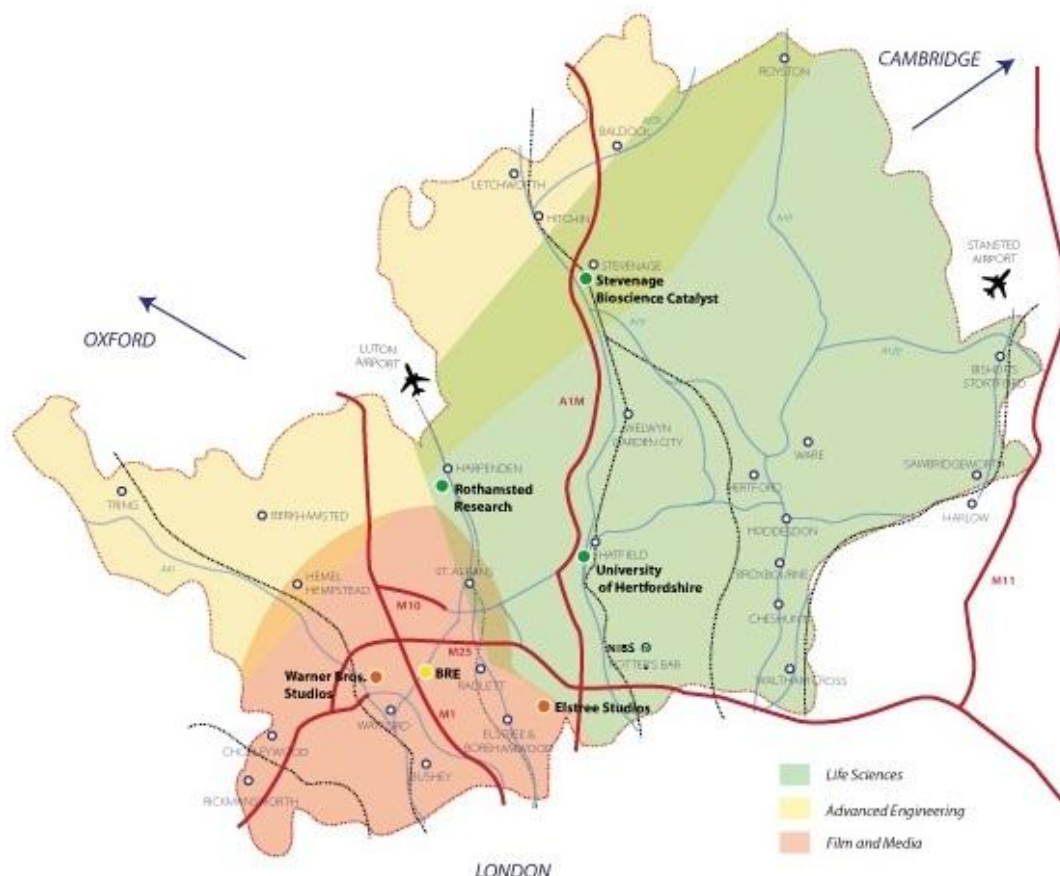 CAMBRIDGE
ROYSTON
BALDOCK
LETCHWORTH
HITCHIN
STANSTED
AIRPORT
STEVENAGE
Stevenage
Bioscience Catalyst
OXFORD
LUTON
AIRPORT
BISHOP'S
STORTFORD
A1M
WELWYN
GARDEN CITY
WARE
HARPENDEN
Rothamsted
Research
HERTFORD
SAWBRIDGEWORTH
TRING
BERKHAMSTED
HODDESDON
HARLOW
HATFIELD
University
of Hertfordshire
A41
HEMEL
HEMPSTEAD
ST. ALBANS
BROXBOURNE
M11
M10
CHESHUNT
M25
NIBS
POTTER'S BAR
Warner Bros.
Studios
BRE
RADLETT
WALTHAM CROSS
Elstree Studios
M1
WATFORD
ELSTREE &
BOREHAMWOOD
CHORLEYWOOD
BUSHEY
RICKMANSWORTH
Life Sciences
Advanced Engineering
Film and Media
LONDON